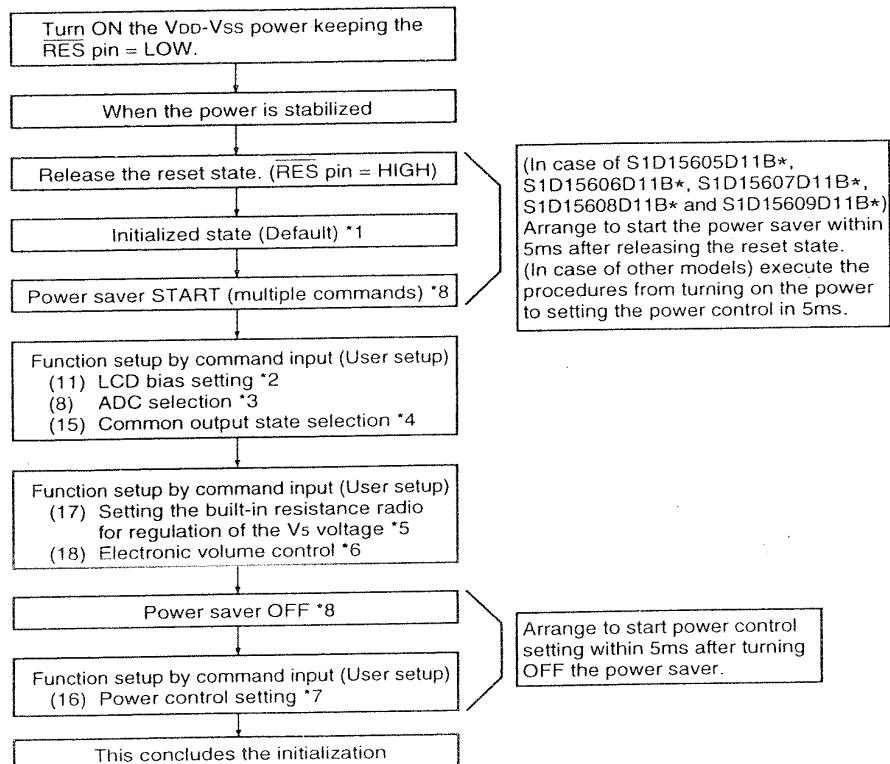 Turn ON the VDD-VSS power keeping the
RES pin = LOW.
When the power is stabilized
Release the reset state. (RES pin = HIGH)
Initialized state (Default) *1
Power saver START (multiple commands) *8
(In case of S1D15605D11B*,
S1D15606D11B*, S1D15607D11B*,
S1D15608D11B* and S1D15609D11B*)
Arrange to start the power saver within
5ms after releasing the reset state.
(In case of other models) execute the
procedures from turning on the power
to setting the power control in 5ms.
Function setup by command input (User setup)
(11) LCD bias setting *2
(8) ADC selection *3
(15) Common output state selection *4
Function setup by command input (User setup)
(17) Setting the built-in resistance radio
for regulation of the V5 voltage *5
(18) Electronic volume control *6
Power saver OFF *8
Function setup by command input (User setup)
(16) Power control setting *7
Arrange to start power control
setting within 5ms after turning
OFF the power saver.
This concludes the initialization